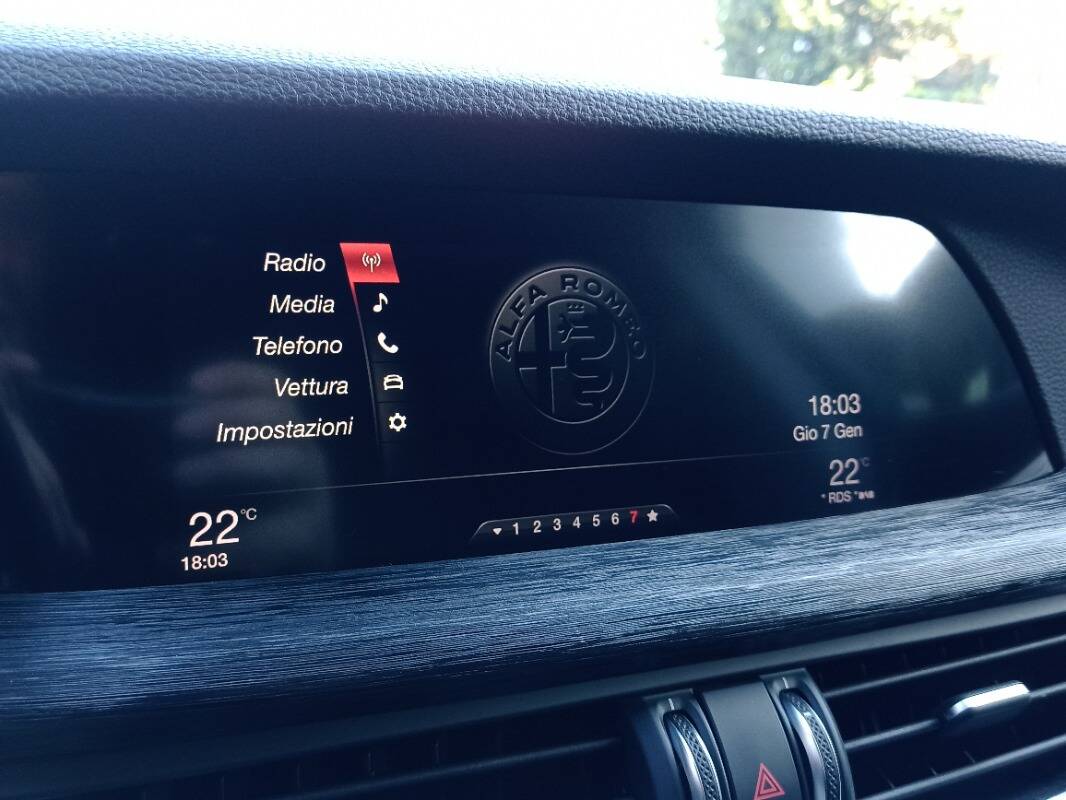 Radio
Media
Telefono
Vettura
Impostazioni
ALFA ROMEO
18:03
Gio 7 Gen
22°C
* RDS *
22°C
18:03
1 2 3 4 5 6 7